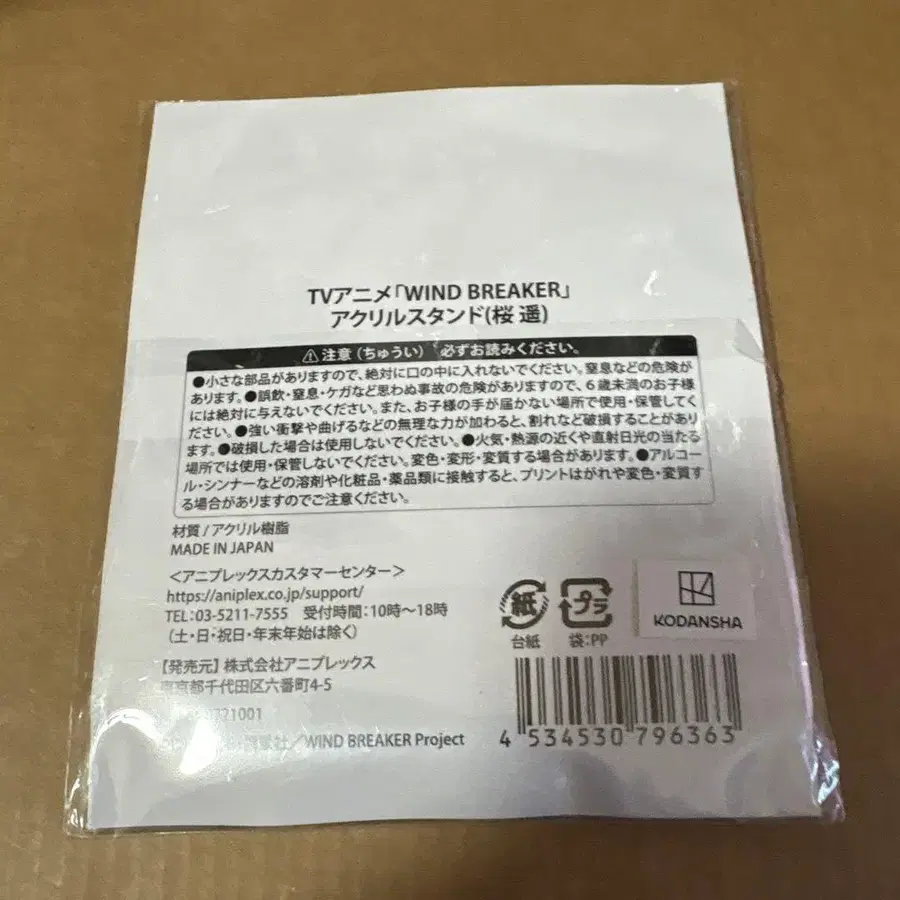 TVアニメ「WIND BREAKER」
アクリルスタンド(桜 遥)
注意(ちゅうい) 必ずお読みください。
●小さな部品がありますので、絶対に口の中に入れないでください。窒息などの危険が
あります。●誤飲・窒息・ケガなど思わぬ事故の危険がありますので、6歳未満のお子様
には絶対に与えないでください。また、お子様の手が届かない場所で使用・保管してく
ださい。●強い衝撃や曲げるなどの無理な力が加わると、割れなど破損することがあり
ます。●破損した場合は使用しないでください。●火気・熱源の近くや直射日光の当たる
場所では使用・保管しないでください。変色・変形・変質する場合があります。●アルコー
ル・シンナーなどの溶剤や化粧品・薬品類に接触すると、プリントはがれや変色・変質す
る場合がありますのでご注意ください。
材質/アクリル樹脂
MADE IN JAPAN
<アニプレックスカスタマーセンター>
https://aniplex.co.jp/support/
TEL:03-5211-7555 受付時間:10時~18時
(土・日・祝日・年末年始は除く)
【発売元】株式会社アニプレックス
東京都千代田区六番町4-5
721001
/WIND BREAKER Project
紙
台紙
プラ
袋:PP
KODANSHA
4 534530 796363